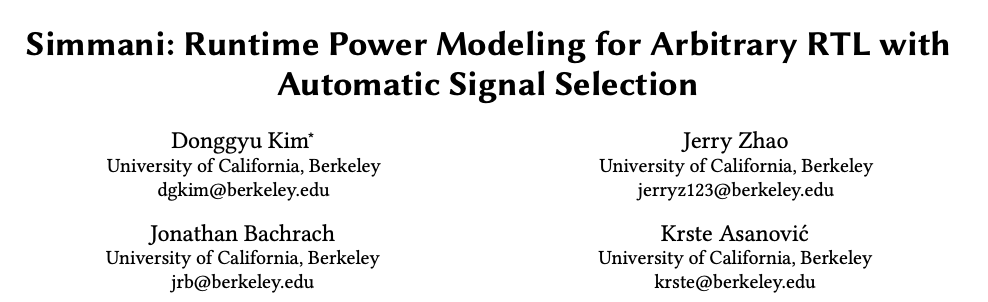 Simmani: Runtime Power Modeling for Arbitrary RTL with
Automatic Signal Selection
Donggyu Kim*
University of California, Berkeley
dgkim@berkeley.edu
Jerry Zhao
University of California, Berkeley
jerryz123@berkeley.edu
Jonathan Bachrach
University of California, Berkeley
jrb@berkeley.edu
Krste Asanović
University of California, Berkeley
krste@berkeley.edu